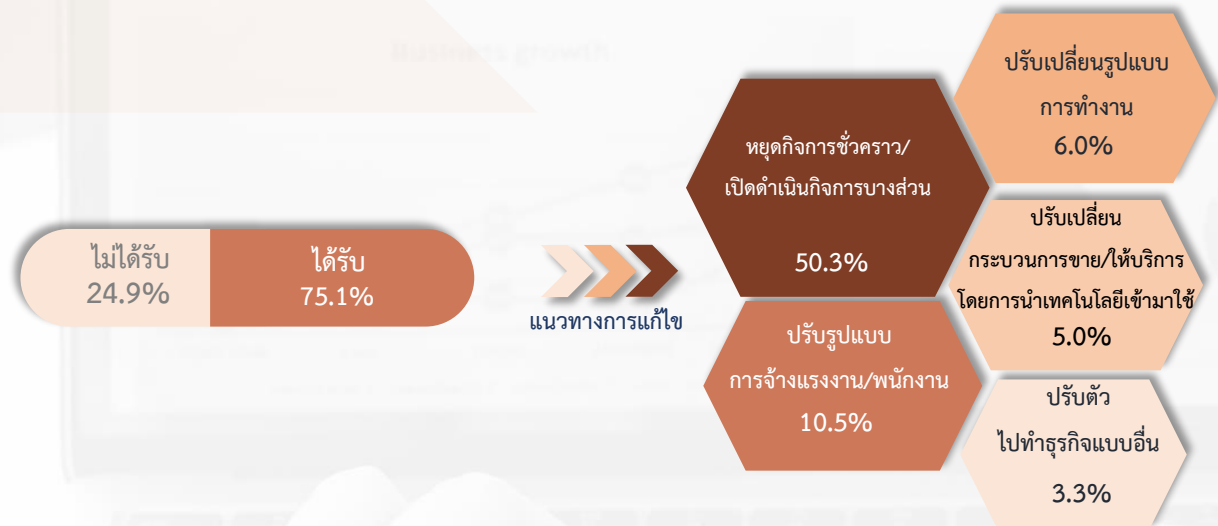 Business growth
ไม่ได้รับ
24.9%
ได้รับ
75.1%
แนวทางการแก้ไข
หยุดกิจการชั่วคราว/
เปิดดำเนินกิจการบางส่วน
50.3%
ปรับรูปแบบ
การจ้างแรงงาน/พนักงาน
10.5%
ปรับเปลี่ยนรูปแบบ
การทำงาน
6.0%
ปรับเปลี่ยน
กระบวนการขาย/ให้บริการ
โดยการนำเทคโนโลยีเข้ามาใช้
5.0%
ปรับตัว
ไปทำธุรกิจแบบอื่น
3.3%